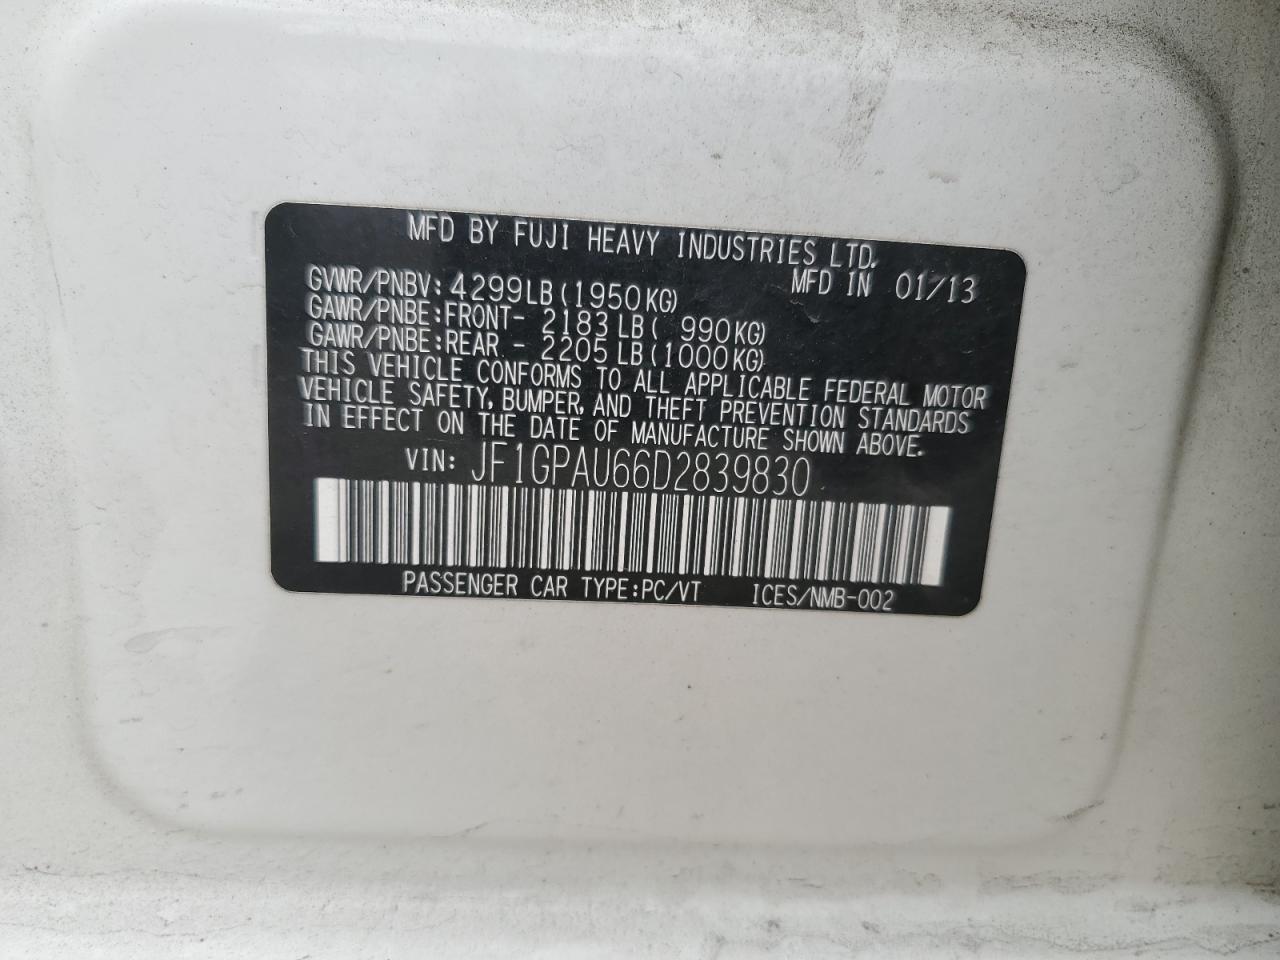 MFD BY FUJI HEAVY INDUSTRIES LTD.
MFD IN 01/13
GVWR/PNBV: 4299LB (1950KG)
GAWR/PNBE:FRONT- 2183 LB ( 990KG)
GAWR/PNBE:REAR - 2205 LB (1000KG)
THIS VEHICLE CONFORMS TO ALL APPLICABLE FEDERAL MOTOR
VEHICLE SAFETY, BUMPER, AND THEFT PREVENTION STANDARDS
IN EFFECT ON THE DATE OF MANUFACTURE SHOWN ABOVE.
VIN: JF1GPAU66D2839830
PASSENGER CAR TYPE:PC/VT ICES/NMB-002